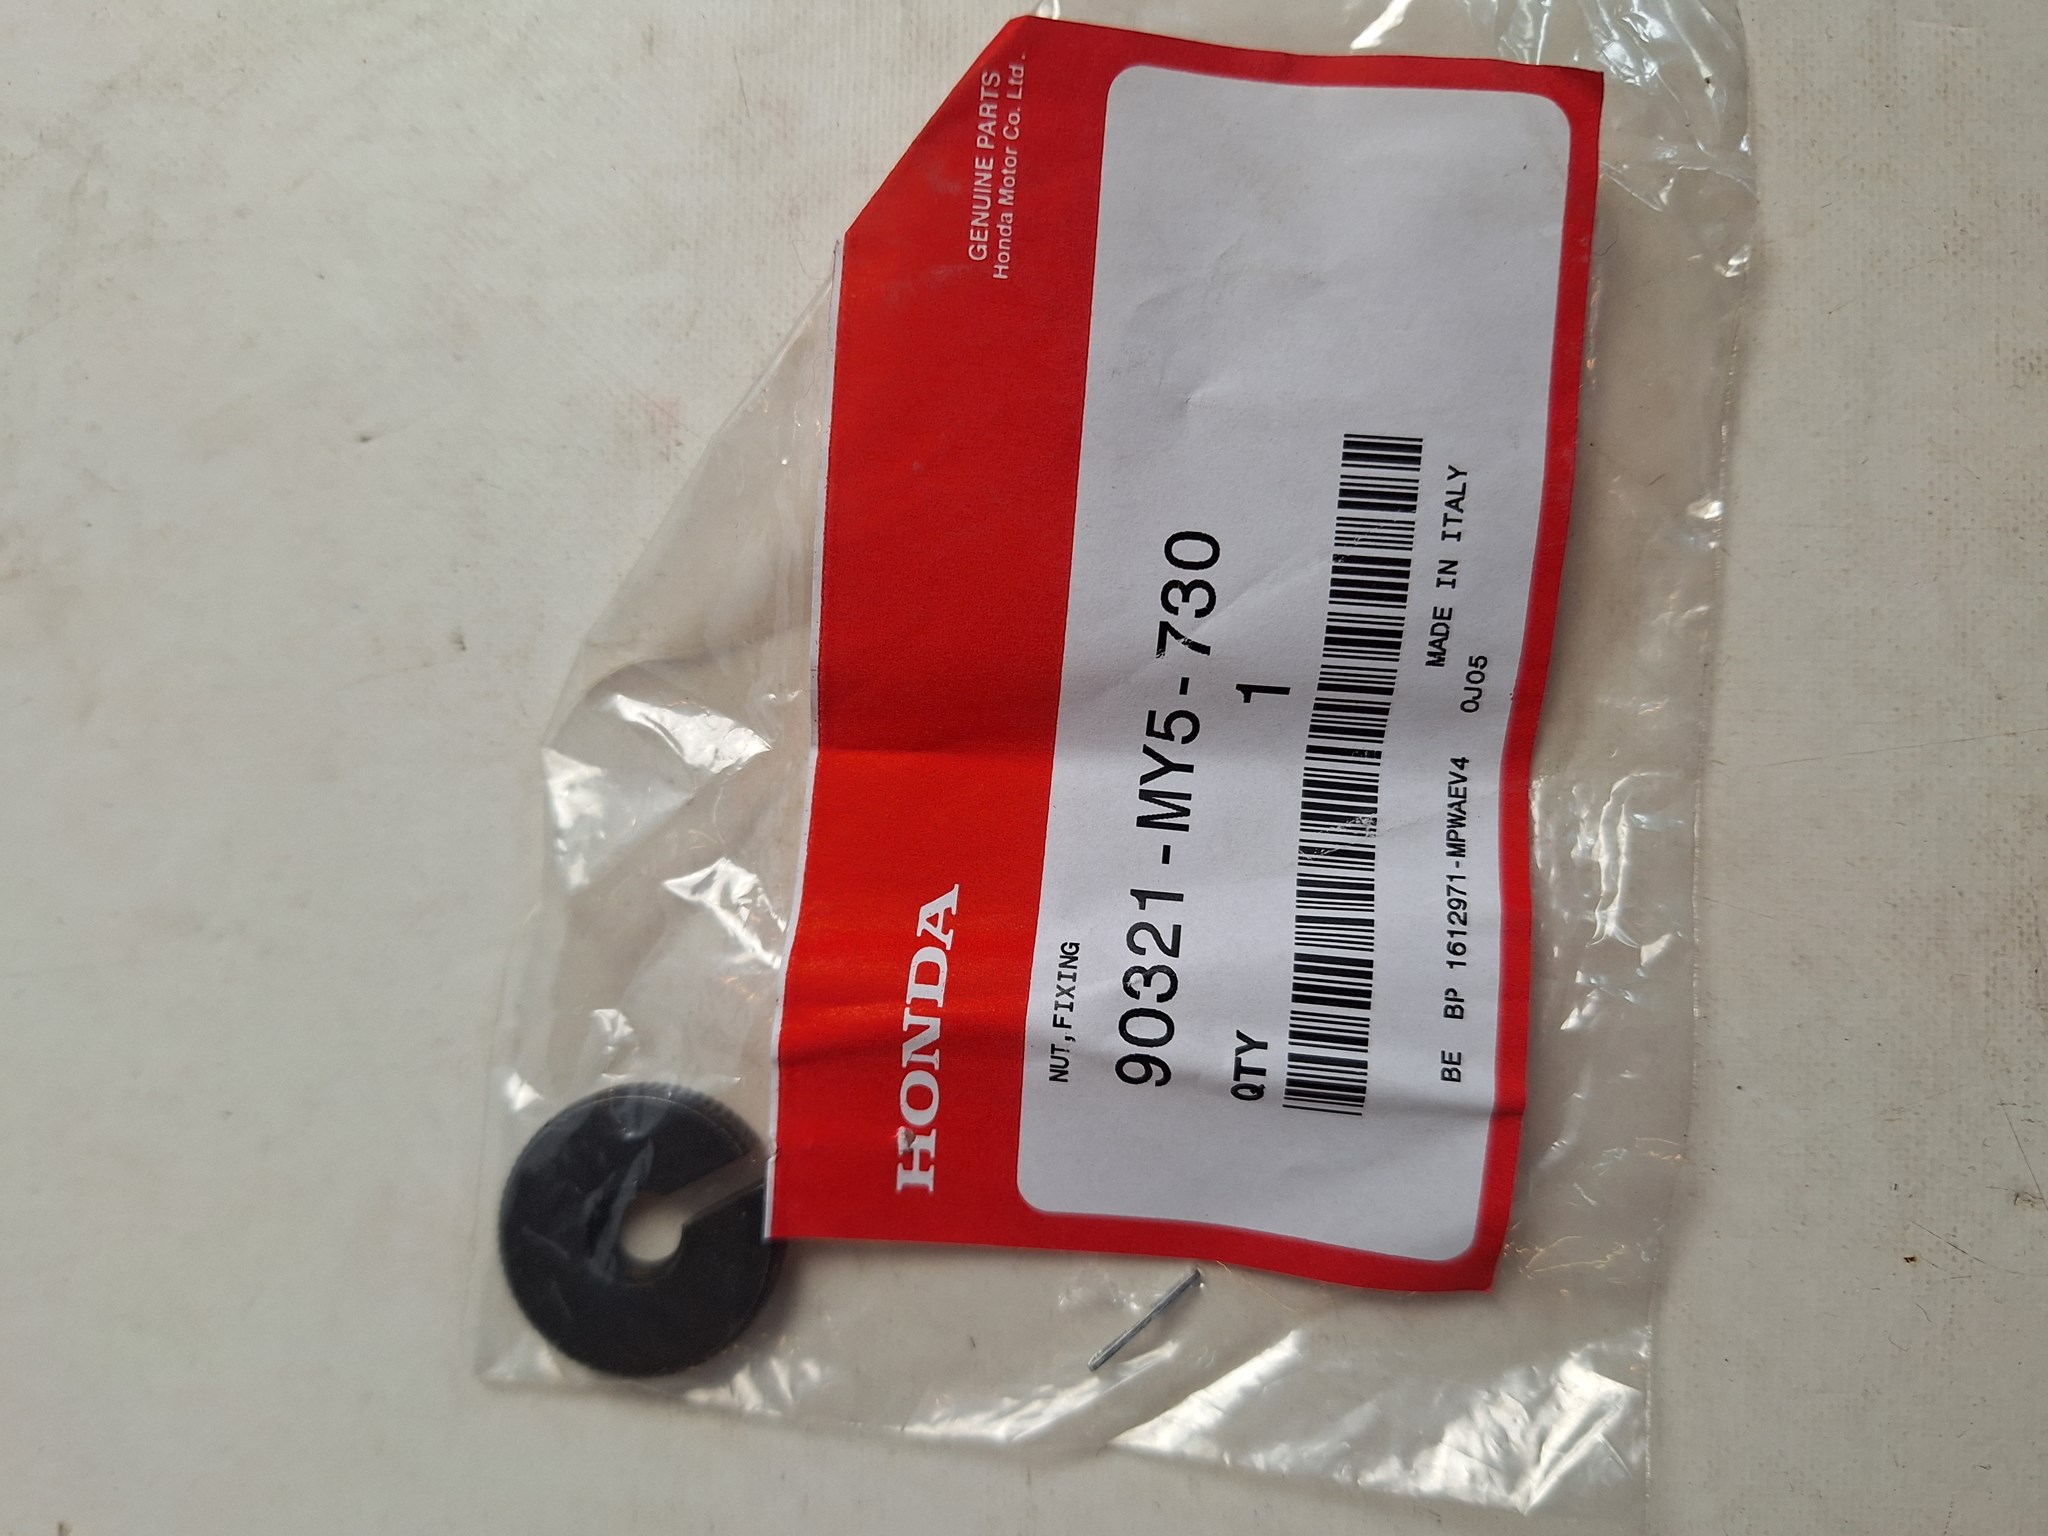 HONDA
GENUINE PARTS
Honda Motor Co. Ltd.
NUT,FIXING
90321-MY5-730
QTY 1
MADE IN ITALY
BE BP 1612971-MPWAEV4 0J05